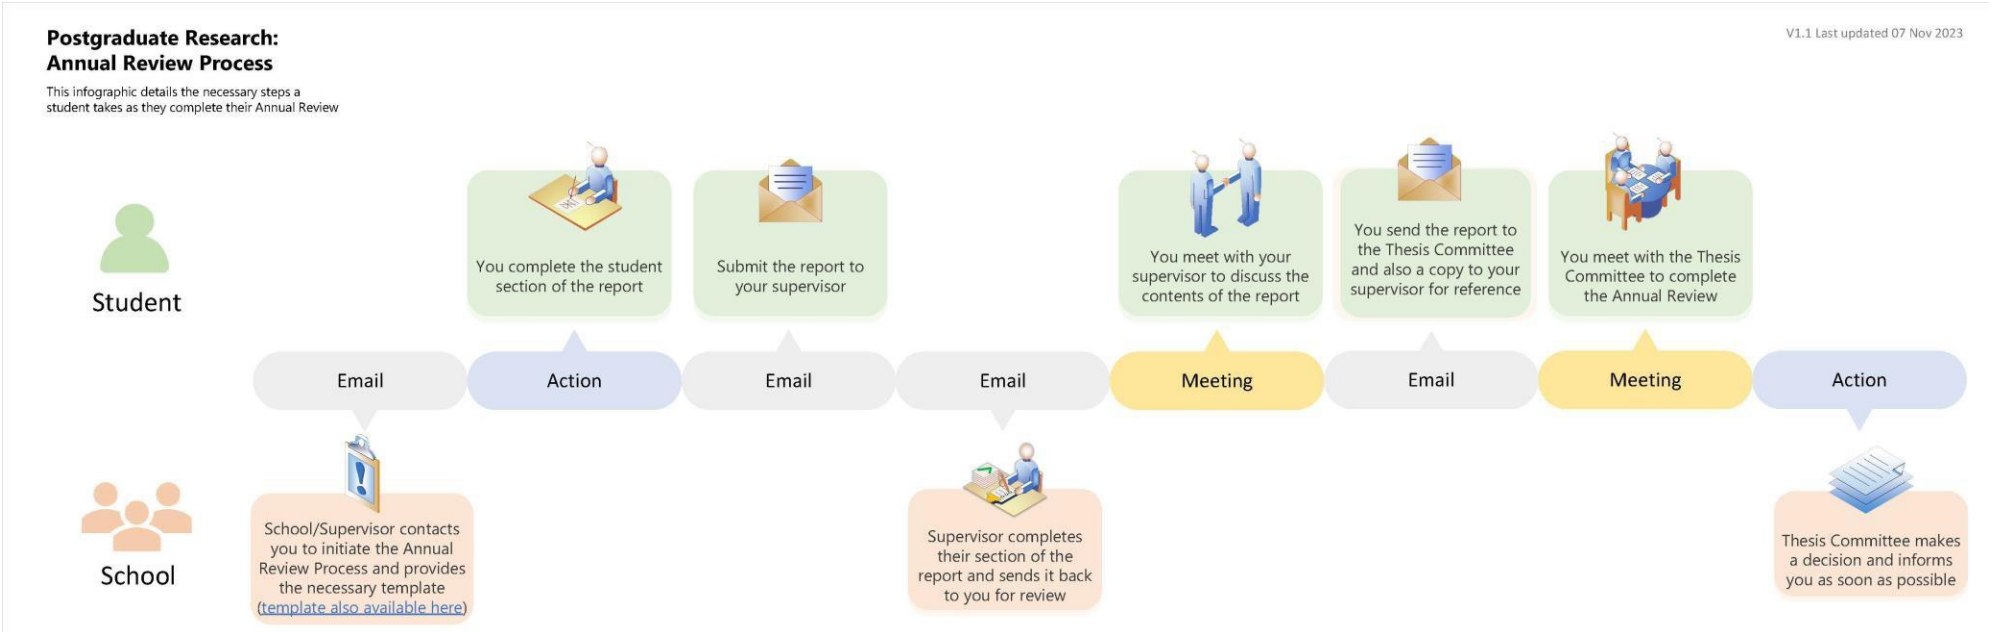 Postgraduate Research:
Annual Review Process
This infographic details the necessary steps a
student takes as they complete their Annual Review
V1.1 Last updated 07 Nov 2023
Student
You complete the student
section of the report
Submit the report to
your supervisor
You meet with your
supervisor to discuss the
contents of the report
You send the report to
the Thesis Committee
and also a copy to your
supervisor for reference
You meet with the Thesis
Committee to complete
the Annual Review
Email
Action
Email
Email
Meeting
Email
Meeting
Action
School
School/Supervisor contacts
you to initiate the Annual
Review Process and provides
the necessary template
(template also available here)
Supervisor completes
their section of the
report and sends it back
to you for review
Thesis Committee makes
a decision and informs
you as soon as possible